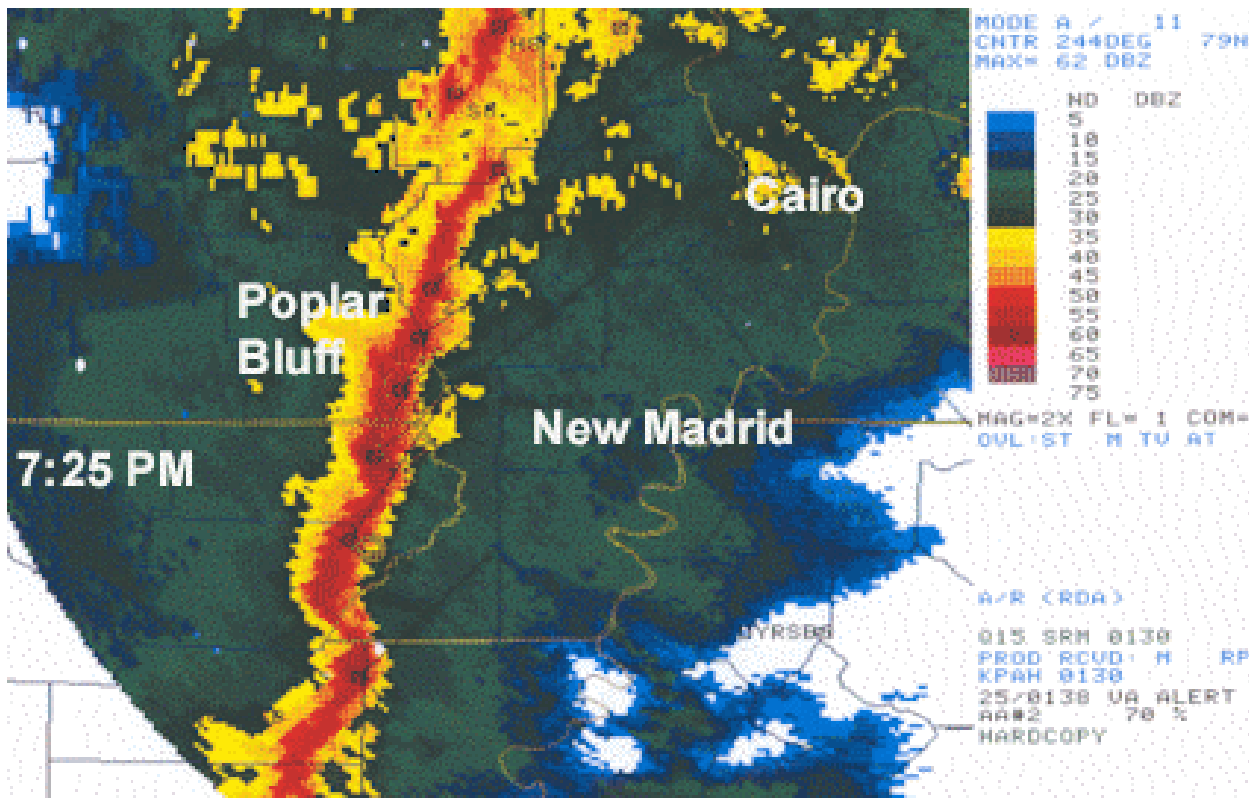 MODE A / 11
CNTR 244DEG 79N
MAX= 62 DBZ
ND DBZ
5
10
15
20
25
30
35
40
45
50
55
60
65
70
75
MAG=2X FL= 1 COM=
OVL:ST M TV AT
A/R (RDA)
015 SRM 0130
PROD RCVD: M RP
KPAH 0130
25/0138 VA ALERT
AA#2 70 %
HARDCOPY
Cairo
Poplar
Bluff
New Madrid
7:25 PM